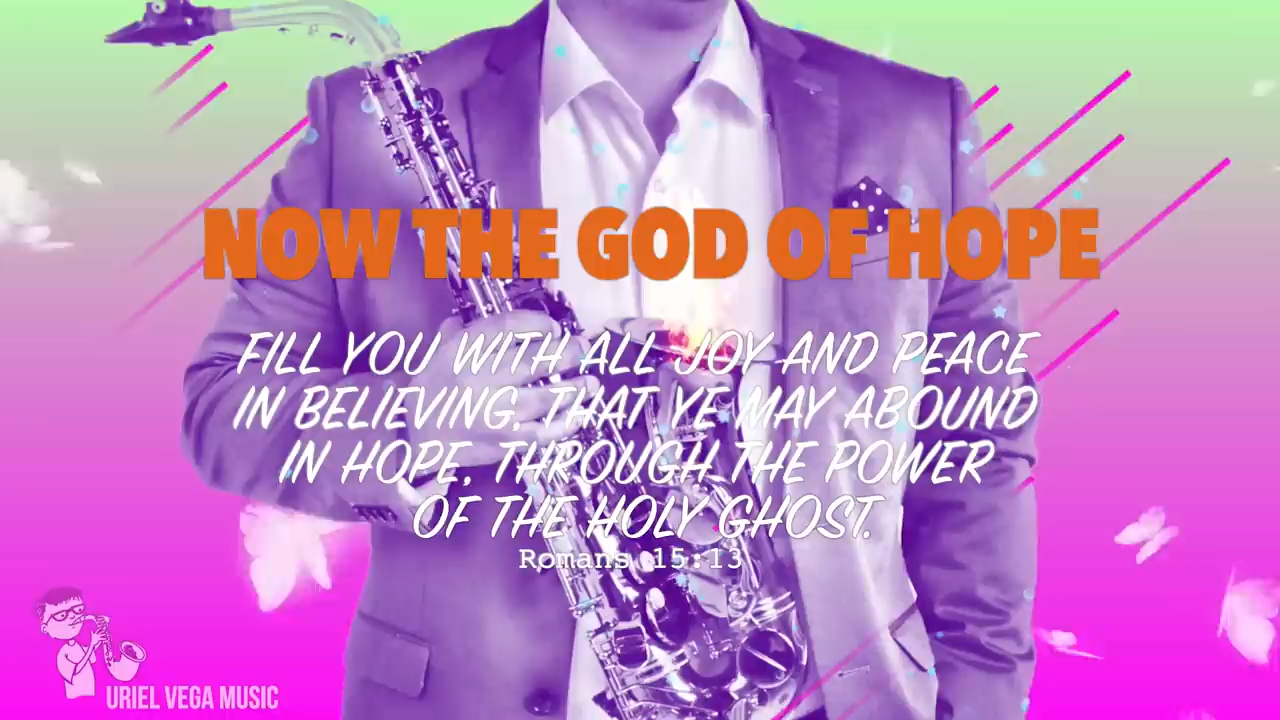 NOW THE GOD OF HOPE
FILL YOU WITH ALL JOY AND PEACE
IN BELIEVING, THAT YE MAY ABOUND
IN HOPE, THROUGH THE POWER
OF THE HOLY GHOST.
Romans 15:13
URIEL VEGA MUSIC